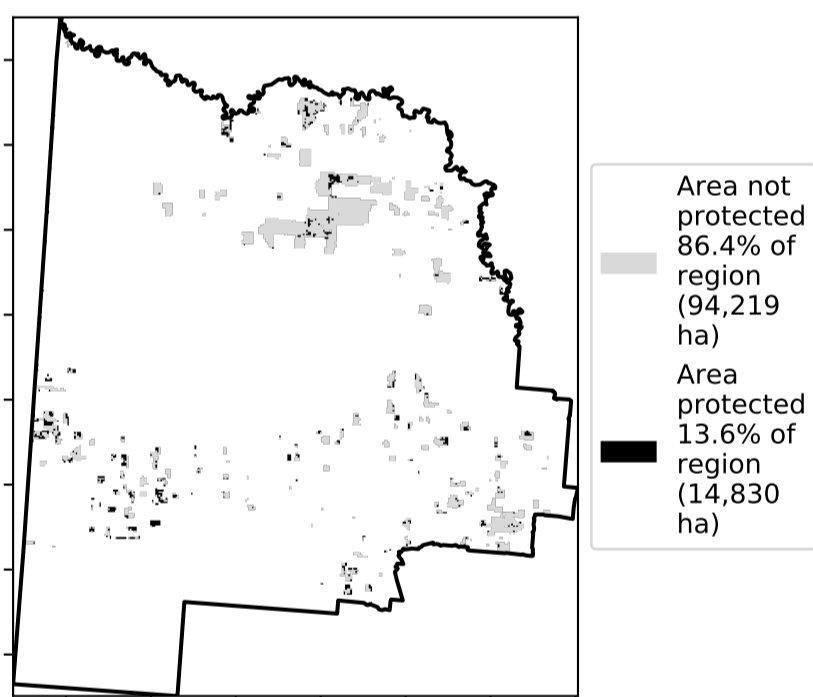 Area not
protected
86.4% of
region
(94,219
ha)
Area
protected
13.6% of
region
(14,830
ha)